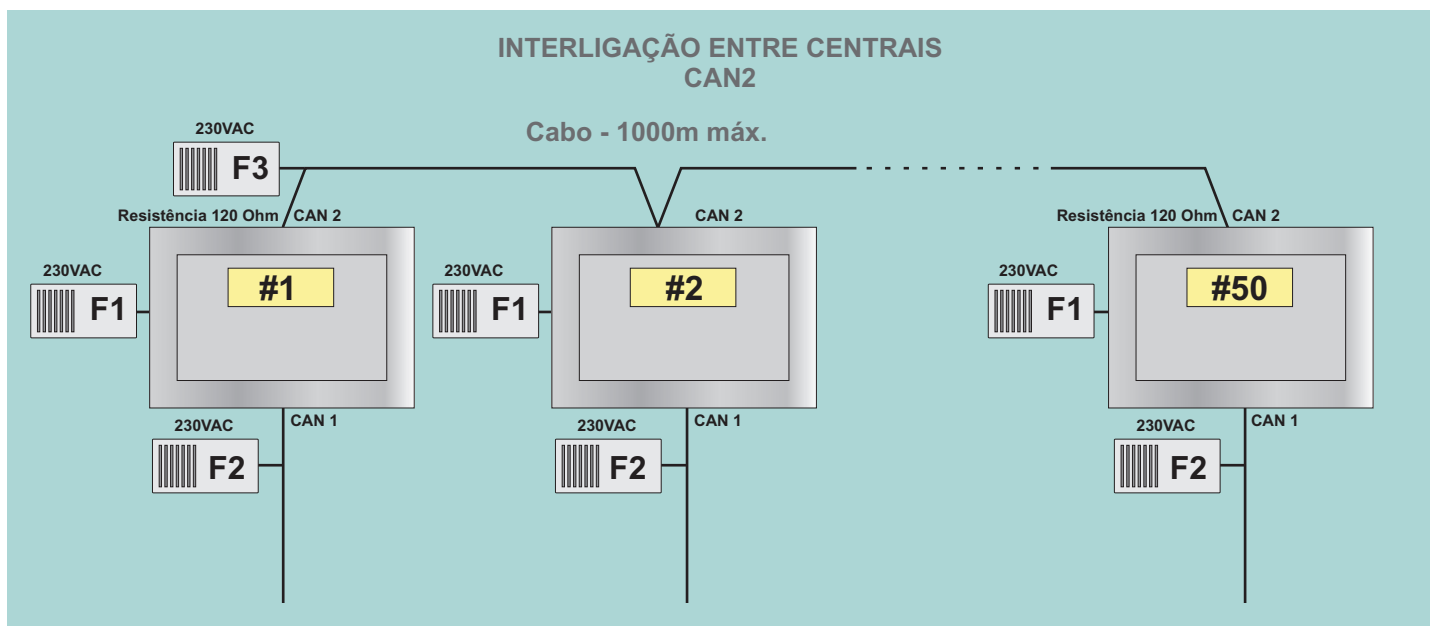 INTERLIGAÇÃO ENTRE CENTRAIS
CAN2
Cabo - 1000m máx.
230VAC
F3
Resistência 120 Ohm
CAN 2
CAN 2
Resistência 120 Ohm
CAN 2
230VAC
F1
#1
230VAC
F1
#2
230VAC
F1
#50
CAN 1
230VAC
F2
CAN 1
230VAC
F2
CAN 1
230VAC
F2